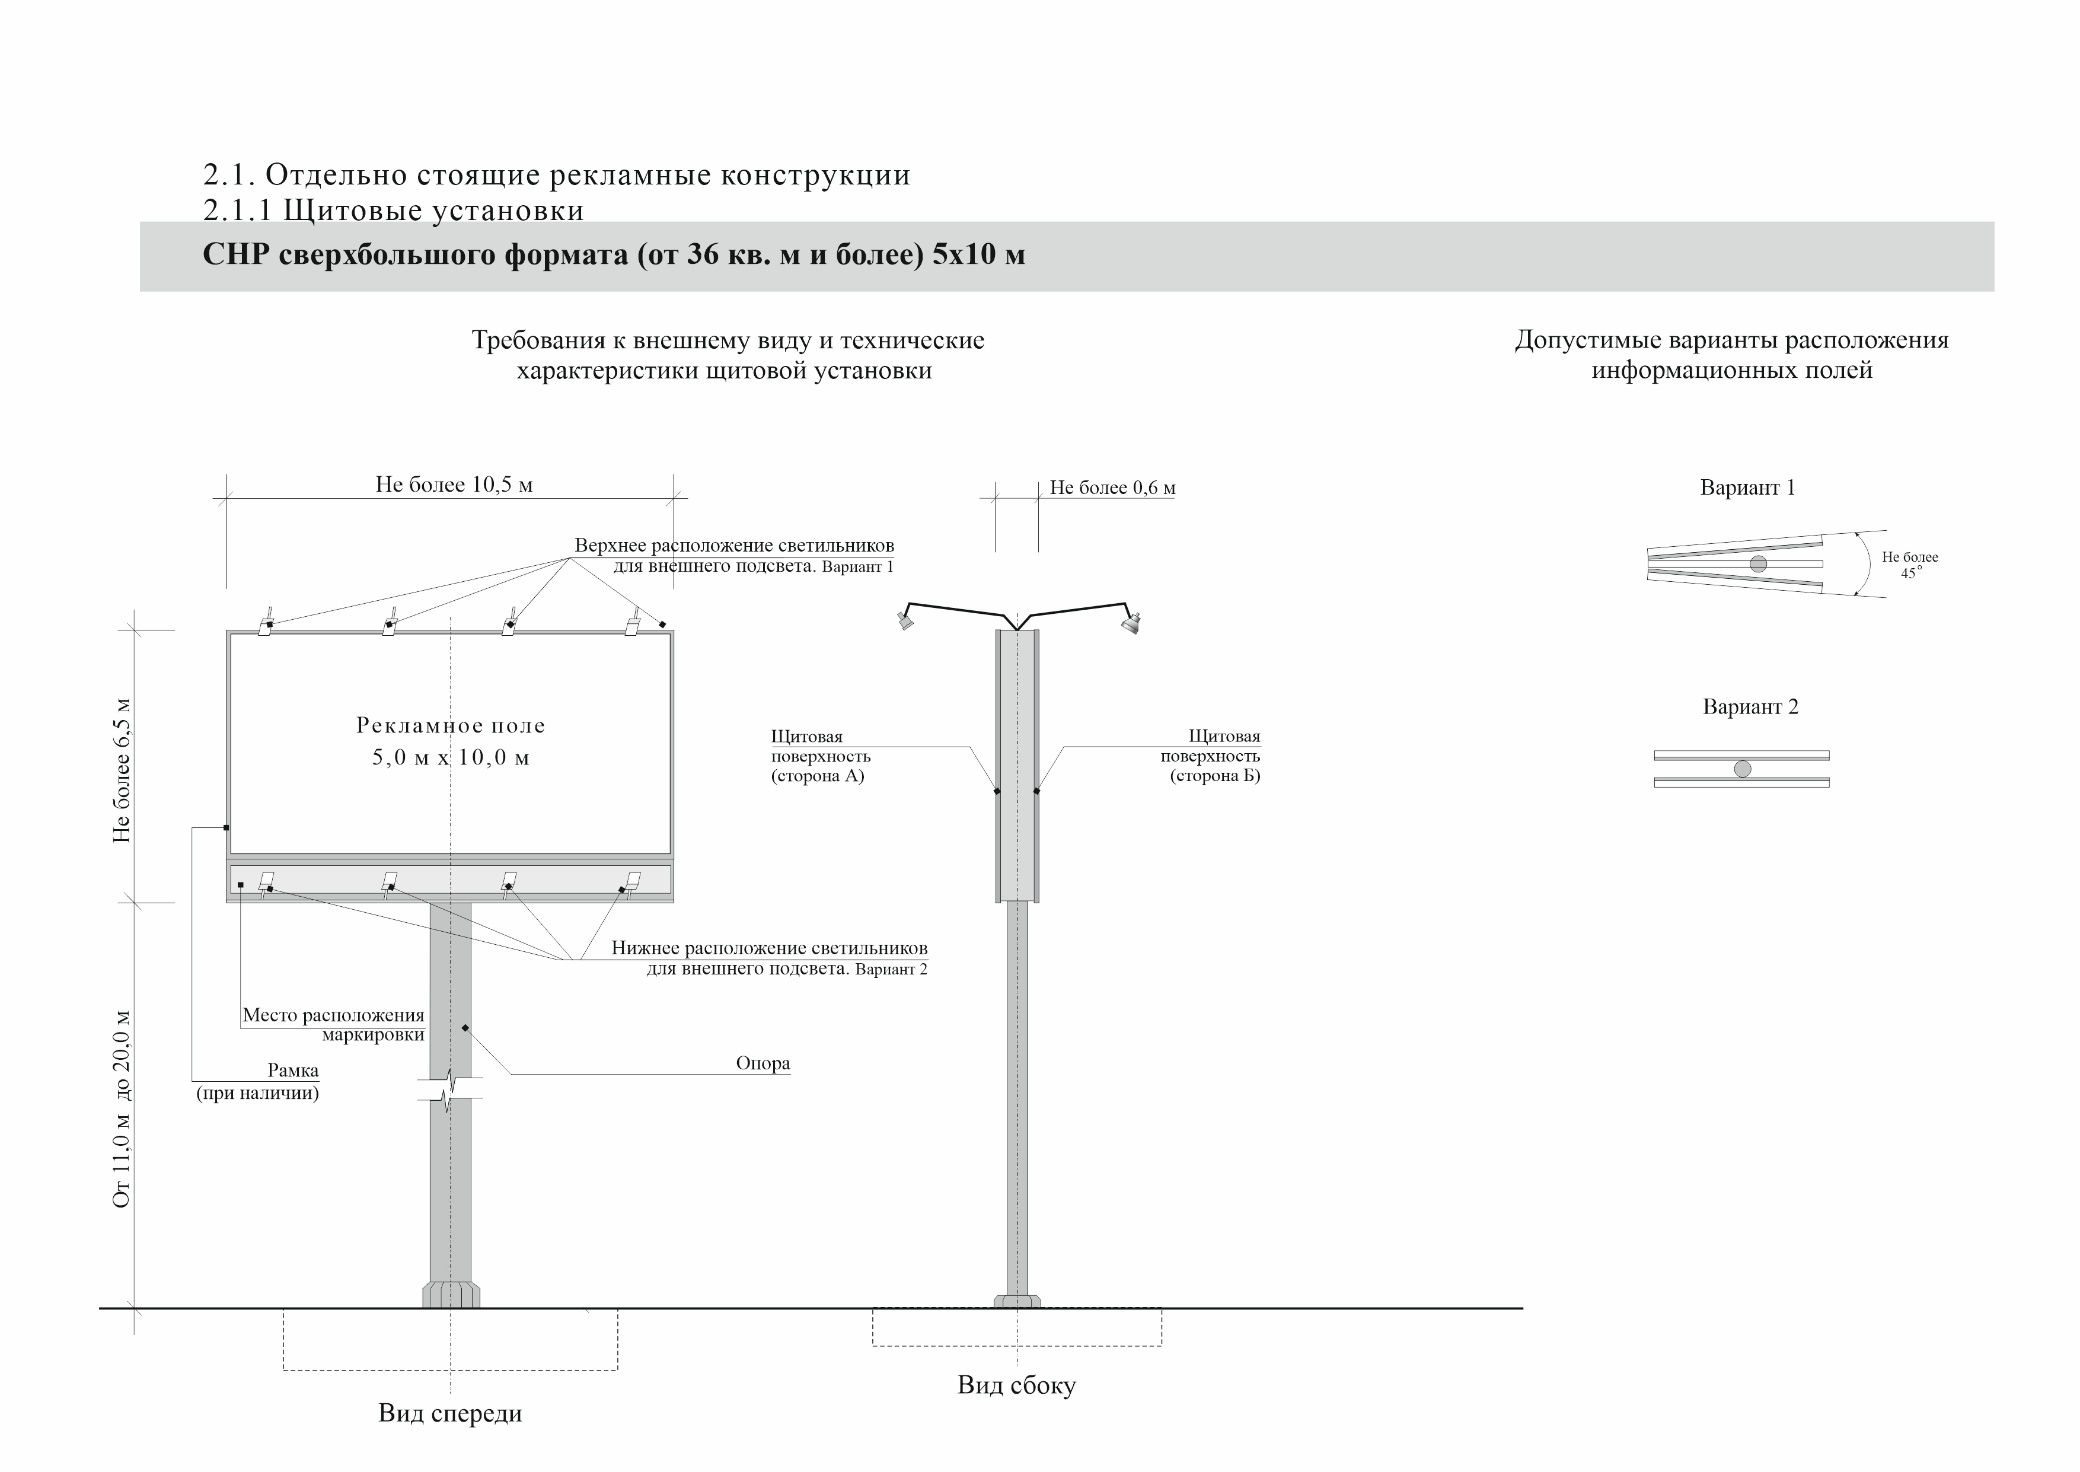 2.1. Отдельно стоящие рекламные конструкции
2.1.1 Щитовые установки
СНР сверхбольшого формата (от 36 кв. м и более) 5х10 м
Требования к внешнему виду и технические
характеристики щитовой установки
Допустимые варианты расположения
информационных полей
Не более 10,5 м
Не более 0,6 м
Вариант 1
Верхнее расположение светильников
для внешнего подсвета. Вариант 1
Не более
45°
Не более 6,5 м
Рекламное поле
5,0 м х 10,0 м
Щитовая
поверхность
(сторона А)
Щитовая
поверхность
(сторона Б)
Вариант 2
Нижнее расположение светильников
для внешнего подсвета. Вариант 2
Место расположения
маркировки
Рамка
(при наличии)
Опора
От 11,0 м до 20,0 м
Вид сбоку
Вид спереди